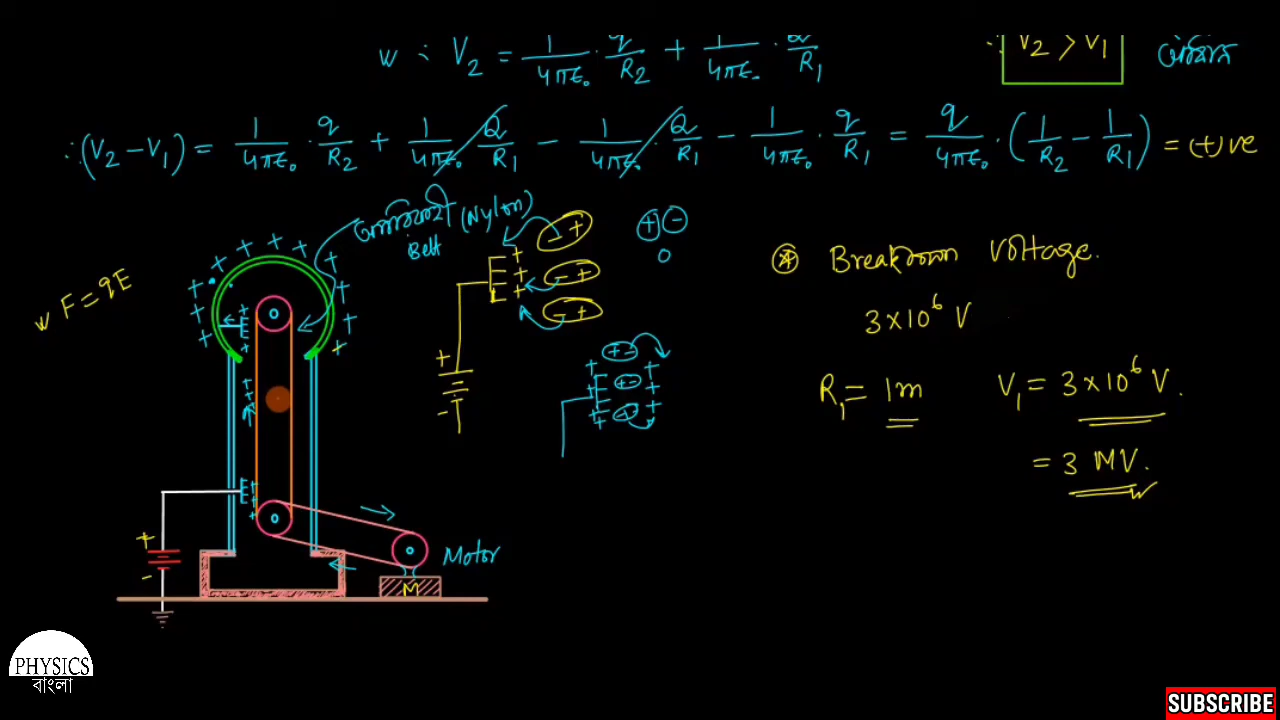 w ∴ V₂ = 1/4πε₀ · q/R₂ + 1/4πε₀ · Q/R₁
∴ V₂ > V₁
∴(V₂ – V₁) = 1/4πε₀ · q/R₂ + 1/4πε₀ · Q/R₁ – 1/4πε₀ · Q/R₁ – 1/4πε₀ · q/R₁ = q/4πε₀ · (1/R₂ – 1/R₁) = (+)ve
(Nylon)
Belt
w F = qE
Breakdown Voltage.
3×10⁶ V
R₁ = 1m V₁ = 3×10⁶ V.
= 3 MV.
Motor
M
PHYSICS
বাংলা
SUBSCRIBE